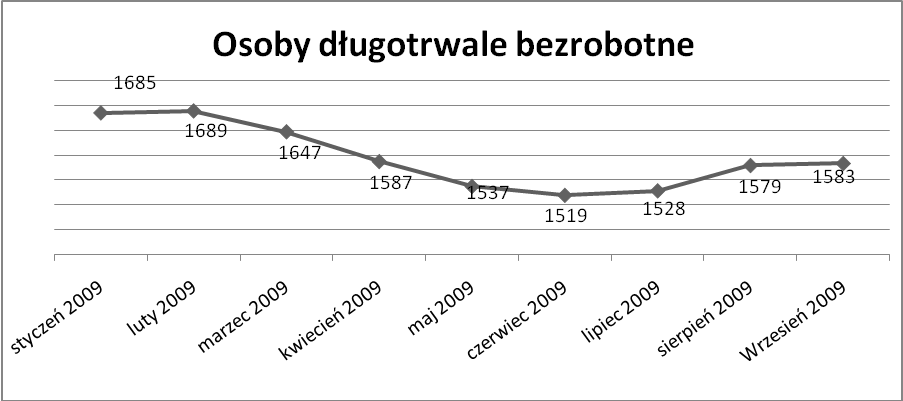 Osoby długotrwale bezrobotne
1685
1689
1647
1587
1537
1519
1528
1579
1583
styczeń 2009
luty 2009
marzec 2009
kwiecień 2009
maj 2009
czerwiec 2009
lipiec 2009
sierpień 2009
Wrzesień 2009